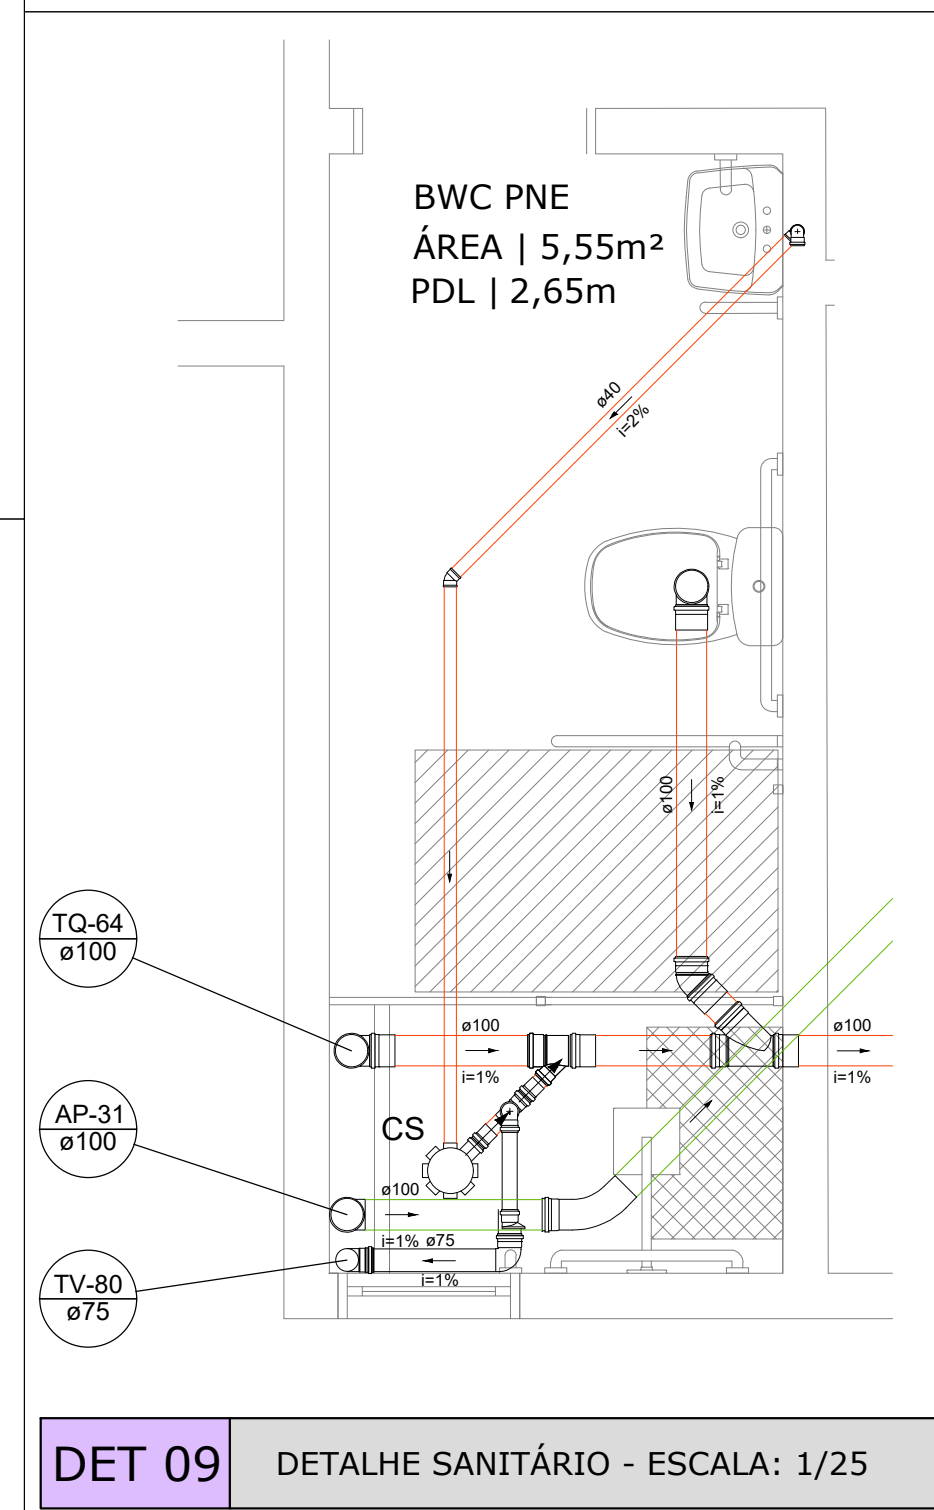 BWC PNE
ÁREA | 5,55m²
PDL | 2,65m
ø40
i=2%
ø100
i=1%
TQ-64
ø100
ø100
i=1%
ø100
i=1%
AP-31
ø100
CS
ø100
i=1%
ø75
i=1%
TV-80
ø75
DET 09
DETALHE SANITÁRIO - ESCALA: 1/25